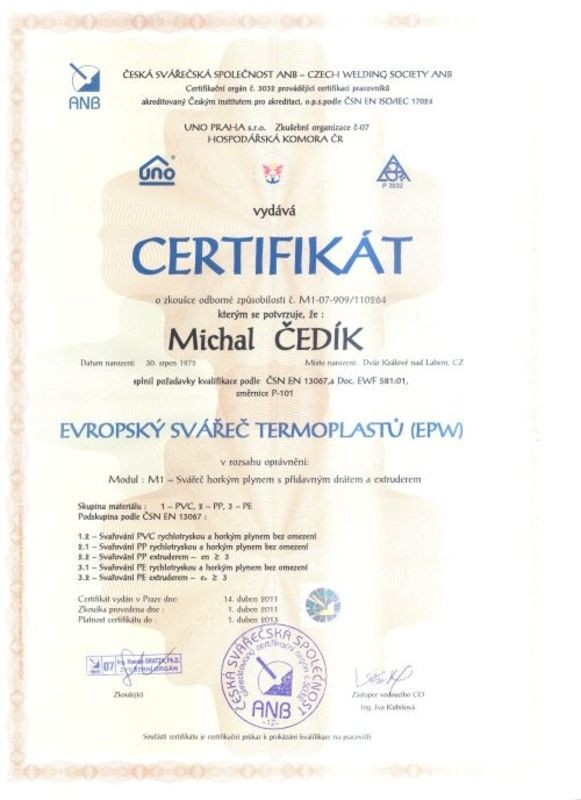 ČESKÁ SVÁŘEČSKÁ SPOLEČNOST ANB – CZECH WELDING SOCIETY ANB
Certifikační orgán č. 3032 provádějící certifikaci pracovníků
akreditovaný Českým institutem pro akreditaci, o.p.s.podle ČSN EN ISO/IEC 17024
ANB
UNO PRAHA s.r.o. Zkušební organizace č-07
HOSPODÁŘSKÁ KOMORA ČR
uno
P 3032
vydává
CERTIFIKÁT
o zkoušce odborné způsobilosti č. M1-07-909/110264
kterým se potvrzuje, že :
Michal ČEDÍK
Datum narození: 30. srpen 1975 Místo narození: Dvůr Králové nad Labem, CZ
splnil požadavky kvalifikace podle ČSN EN 13067,a Doc. EWF 581:01,
směrnice P-101
EVROPSKÝ SVÁŘEČ TERMOPLASTŮ (EPW)
v rozsahu oprávnění:
Modul : M1 – Svářeč horkým plynem s přídavným drátem a extruderem
Skupina materiálu : 1 – PVC, 2 – PP, 3 – PE
Podskupina podle ČSN EN 13067 :
1.2 – Svařování PVC rychlotryskou a horkým plynem bez omezení
2.1 – Svařování PP rychlotryskou a horkým plynem bez omezení
2.2 – Svařování PP extruderem – en ≥ 3
3.1 – Svařování PE rychlotryskou a horkým plynem bez omezení
3.2 – Svařování PE extruderem – en ≥ 3
Certifikát vydán v Praze dne: 14. duben 2011
Zkouška provedena dne : 1. duben 2011
Platnost certifikátu do : 1. duben 2013
07
ZKUŠEBNÍ ORGÁN
ČESKÁ SVÁŘEČSKÁ SPOLEČNOST
ANB
-12-
Zkoušející
Zástupce vedoucího CO
Ing. Iva Kubišová
Součástí certifikátu je certifikační průkaz k prokázání kvalifikace na pracovišti